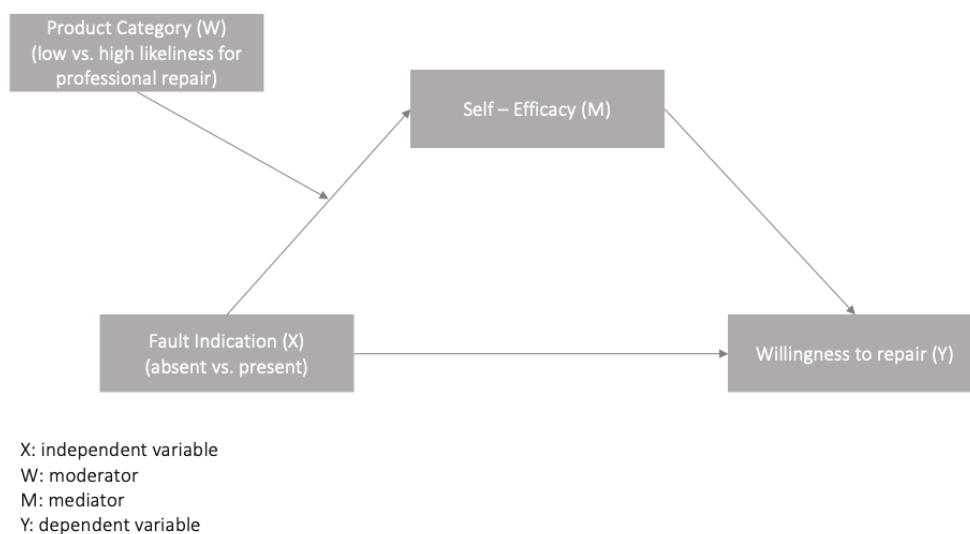 Product Category (W)
(low vs. high likeliness for
professional repair)
Self – Efficacy (M)
Fault Indication (X)
(absent vs. present)
Willingness to repair (Y)
X: independent variable
W: moderator
M: mediator
Y: dependent variable